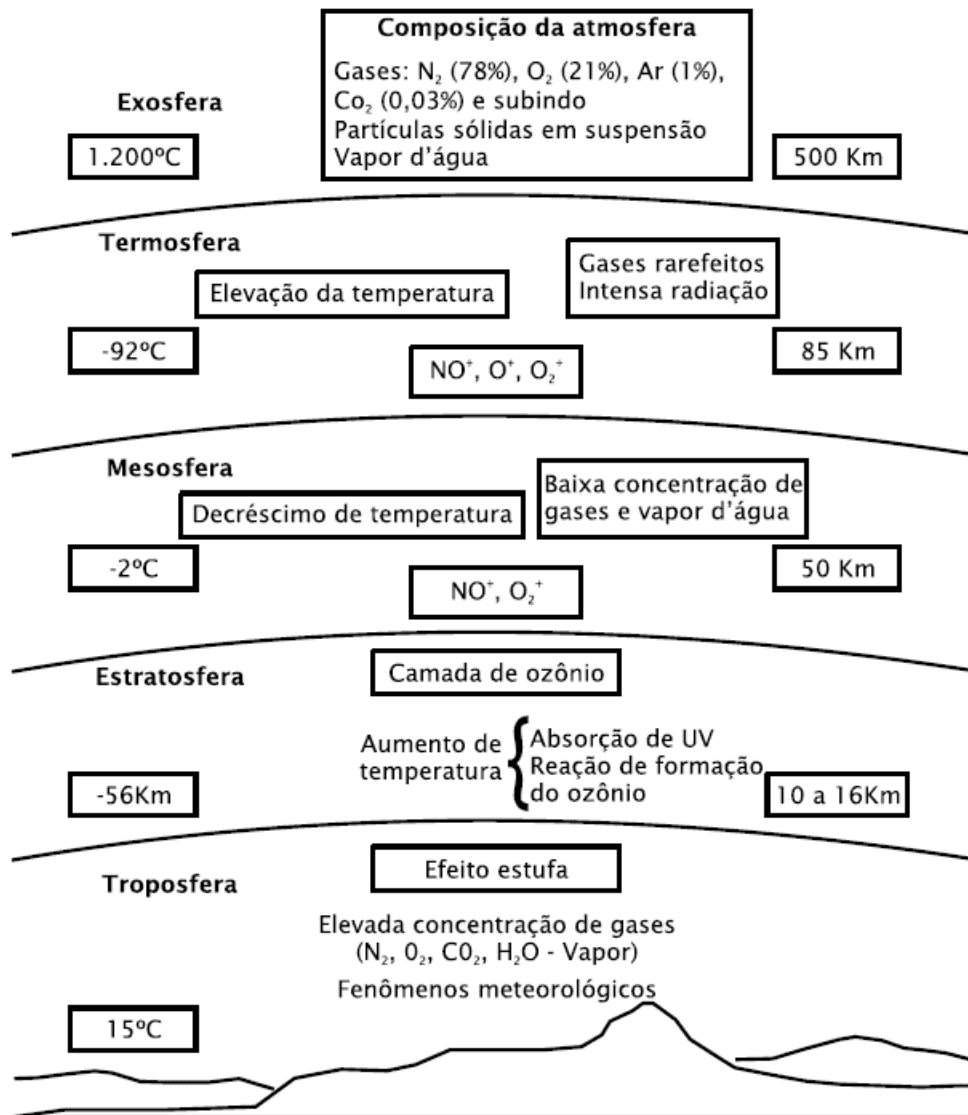 Composição da atmosfera
Gases: N₂ (78%), O₂ (21%), Ar (1%),
Co₂ (0,03%) e subindo
Partículas sólidas em suspensão
Vapor d'água
Exosfera
1.200ºC
500 Km
Termosfera
Elevação da temperatura
Gases rarefeitos
Intensa radiação
-92ºC
85 Km
NO⁺, O⁺, O₂⁺
Mesosfera
Decréscimo de temperatura
Baixa concentração de
gases e vapor d'água
-2ºC
50 Km
NO⁺, O₂⁺
Estratosfera
Camada de ozônio
Aumento de
temperatura
Absorção de UV
Reação de formação
do ozônio
-56Km
10 a 16Km
Troposfera
Efeito estufa
Elevada concentração de gases
(N₂, 0₂, C0₂, H₂O - Vapor)
Fenômenos meteorológicos
15ºC